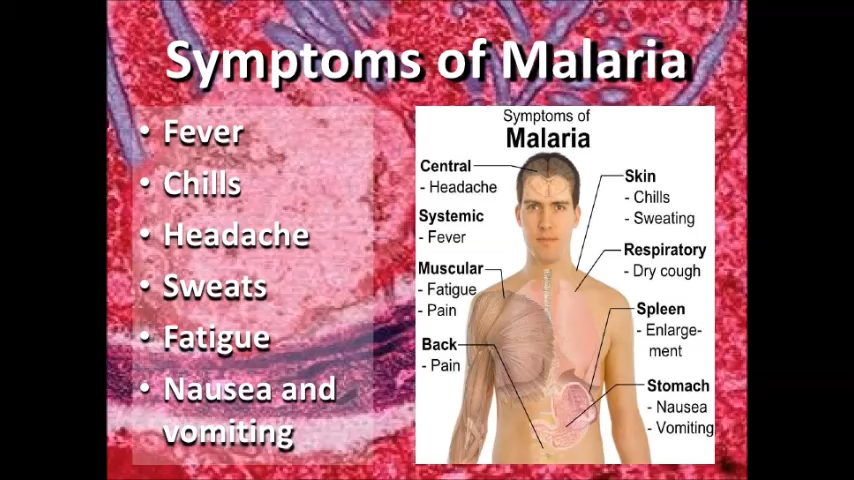 Symptoms of Malaria
• Fever
• Chills
• Headache
• Sweats
• Fatigue
• Nausea and
vomiting
Symptoms of
Malaria
Central
- Headache
Systemic
- Fever
Muscular
- Fatigue
- Pain
Back
- Pain
Skin
- Chills
- Sweating
Respiratory
- Dry cough
Spleen
- Enlarge-
ment
Stomach
- Nausea
- Vomiting